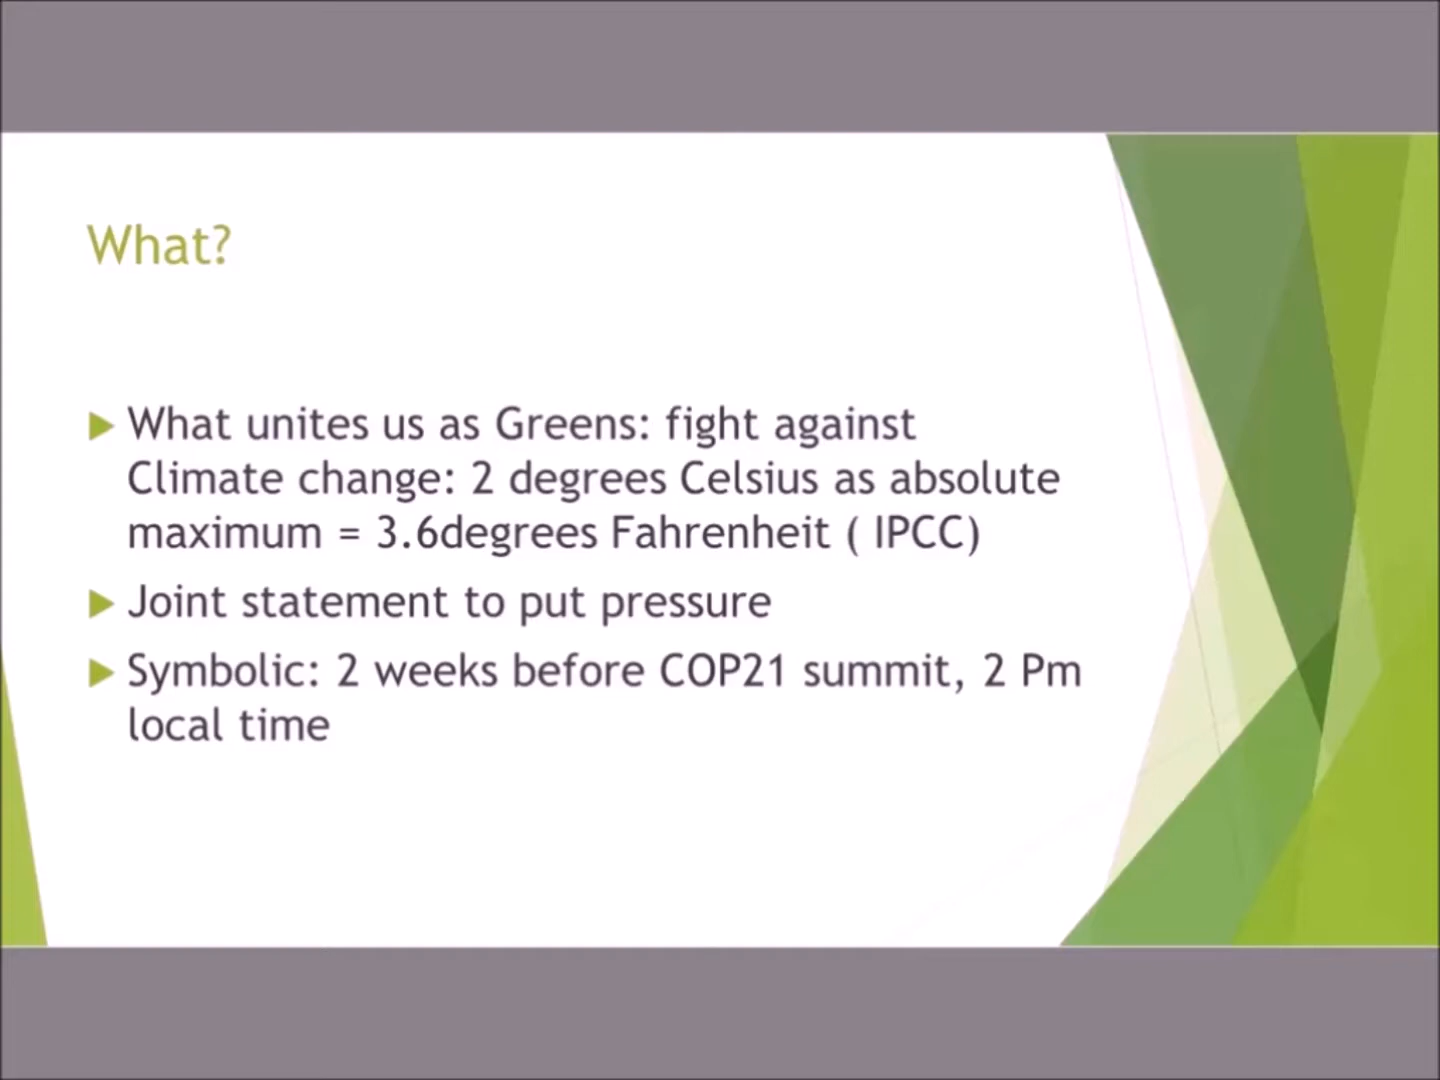 What?
What unites us as Greens: fight against
Climate change: 2 degrees Celsius as absolute
maximum = 3.6degrees Fahrenheit ( IPCC)
Joint statement to put pressure
Symbolic: 2 weeks before COP21 summit, 2 Pm
local time